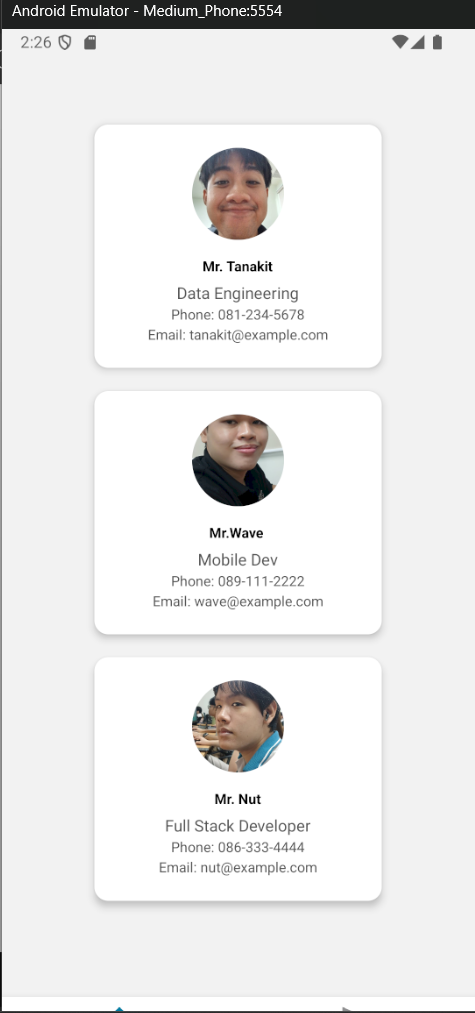 Android Emulator - Medium_Phone:5554
2:26
Mr. Tanakit
Data Engineering
Phone: 081-234-5678
Email: tanakit@example.com
Mr.Wave
Mobile Dev
Phone: 089-111-2222
Email: wave@example.com
Mr. Nut
Full Stack Developer
Phone: 086-333-4444
Email: nut@example.com